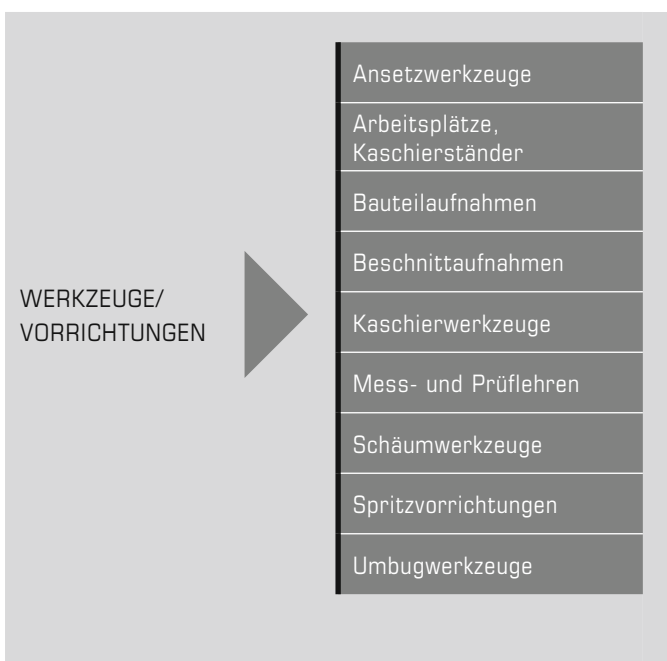 WERKZEUGE/
VORRICHTUNGEN
Ansetzwerkzeuge
Arbeitsplätze,
Kaschierständer
Bauteilaufnahmen
Beschnittaufnahmen
Kaschierwerkzeuge
Mess- und Prüflehren
Schäumwerkzeuge
Spritzvorrichtungen
Umbugwerkzeuge